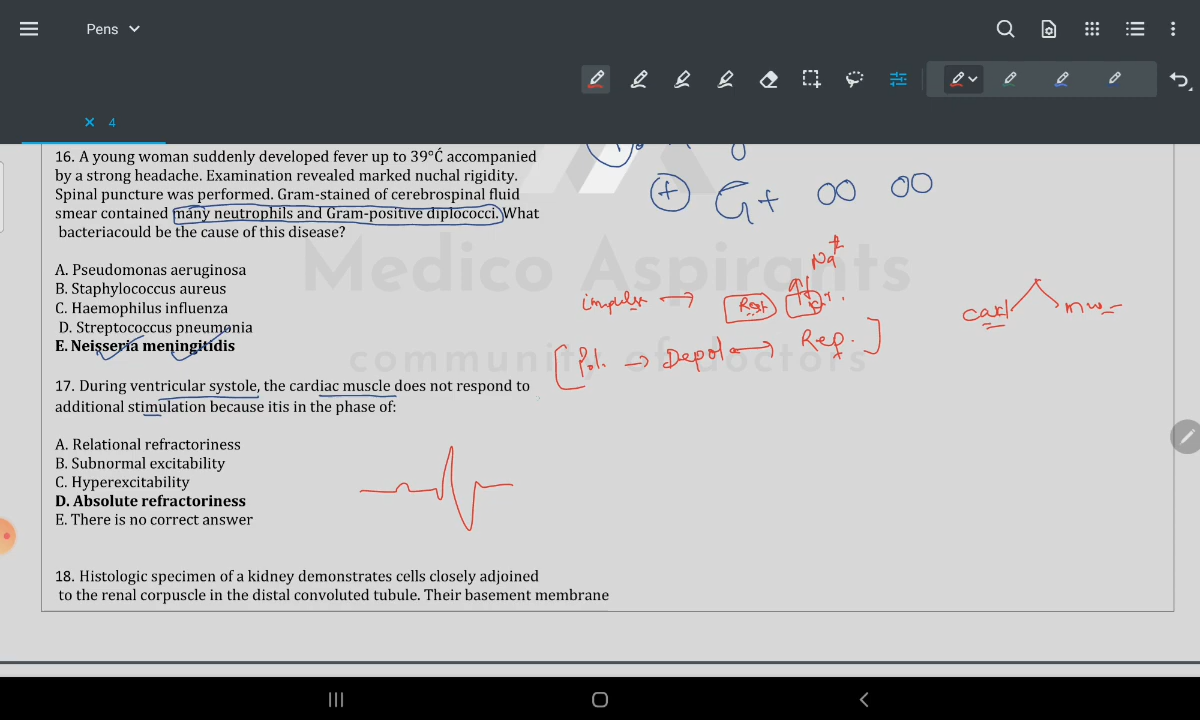 Pens
4
16. A young woman suddenly developed fever up to 39°Ć accompanied
by a strong headache. Examination revealed marked nuchal rigidity.
Spinal puncture was performed. Gram-stained of cerebrospinal fluid
smear contained many neutrophils and Gram-positive diplococci. What
bacteriacould be the cause of this disease?
+ G+
A. Pseudomonas aeruginosa
B. Staphylococcus aureus
C. Haemophilus influenza
D. Streptococcus pneumonia
E. Neisseria meningitidis
Medico Aspirants
community of doctors
Na+
impulse → Rest K+
Pol. → Depol → Rep.
17. During ventricular systole, the cardiac muscle does not respond to
additional stimulation because itis in the phase of:
A. Relational refractoriness
B. Subnormal excitability
C. Hyperexcitability
D. Absolute refractoriness
E. There is no correct answer
18. Histologic specimen of a kidney demonstrates cells closely adjoined
to the renal corpuscle in the distal convoluted tubule. Their basement membrane